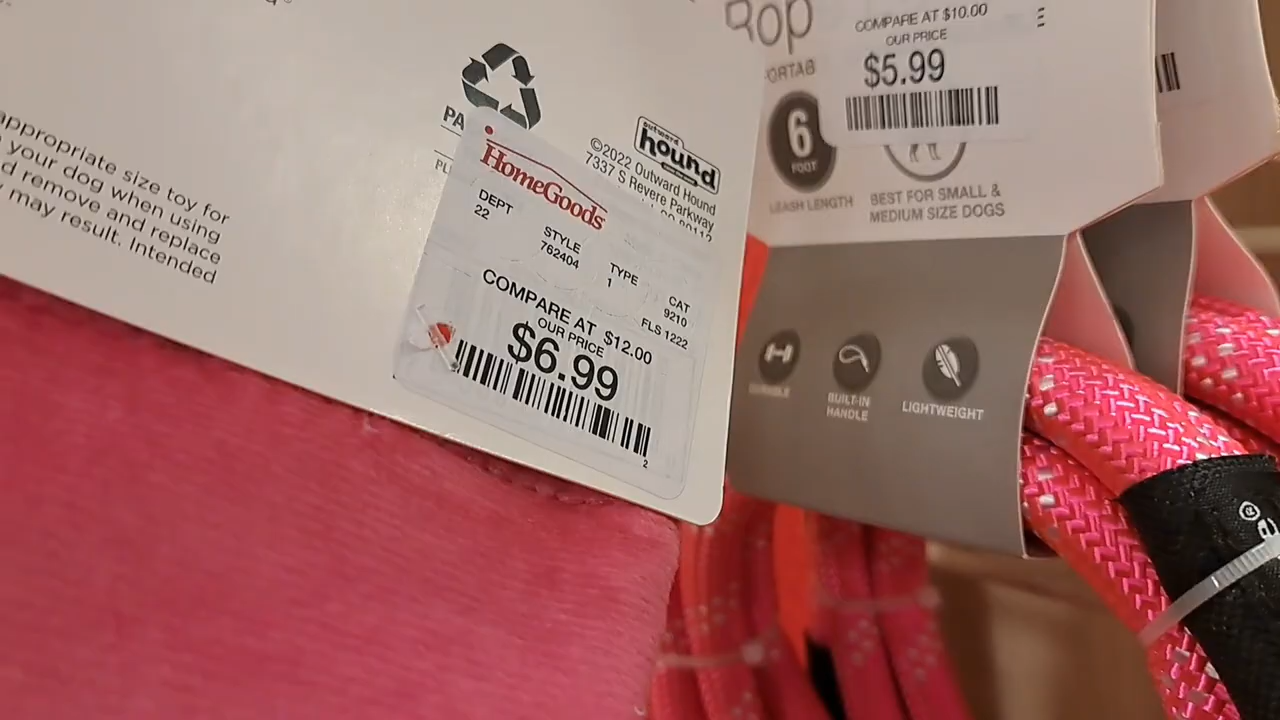 appropriate size toy for
your dog when using
d remove and replace
may result. Intended
PA
©2022 Outward Hound
7337 S Revere Parkway
outward
hound
HomeGoods
DEPT
22
STYLE
762404
TYPE
1
CAT
9210
FLS 1222
COMPARE AT $12.00
OUR PRICE
$6.99
2
Rop
COMPARE AT $10.00
OUR PRICE
$5.99
ORTAB
6
FOOT
LEASH LENGTH
BEST FOR SMALL &
MEDIUM SIZE DOGS
DURABLE
BUILT-IN
HANDLE
LIGHTWEIGHT
®